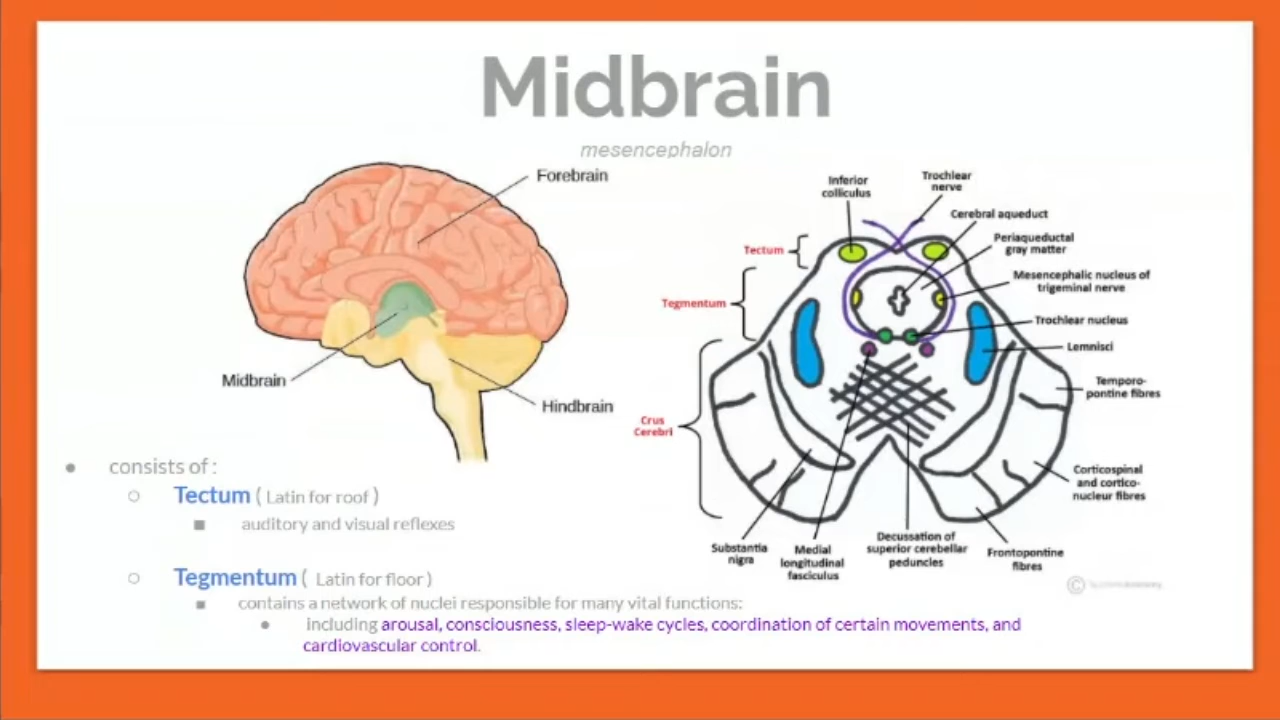 Midbrain
mesencephalon
Forebrain
Midbrain
Hindbrain
Inferior
colliculus
Trochlear
nerve
Cerebral aqueduct
Periaqueductal
gray matter
Mesencephalic nucleus of
trigeminal nerve
Trochlear nucleus
Lemnisci
Temporo-
pontine fibres
Corticospinal
and cortico-
nucleur fibres
Frontopontine
fibres
Decussation of
superior cerebellar
peduncles
Medial
longitudinal
fasciculus
Substantia
nigra
Tectum
Tegmentum
Crus
Cerebri
● consists of :
○ Tectum ( Latin for roof )
■ auditory and visual reflexes
○ Tegmentum ( Latin for floor )
■ contains a network of nuclei responsible for many vital functions:
● including arousal, consciousness, sleep-wake cycles, coordination of certain movements, and
cardiovascular control.
©